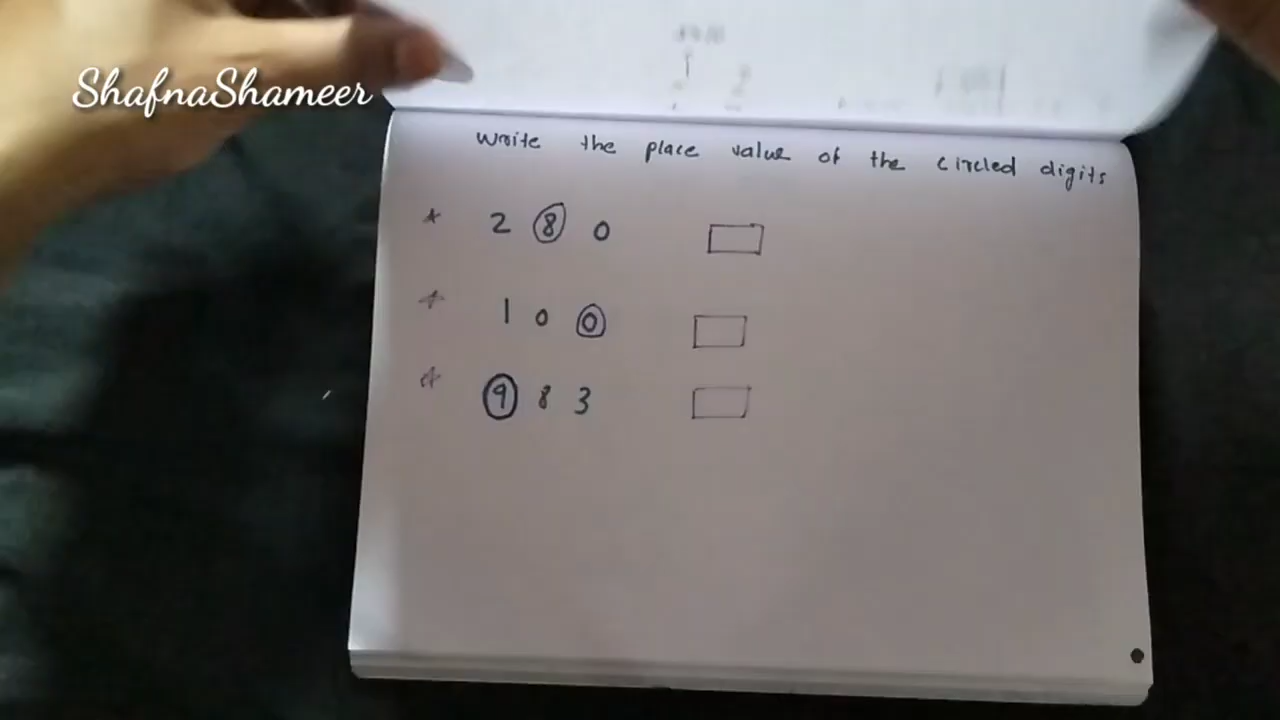 ShafnaShameer
Write the place value of the circled digits
2 8 0
1 0 0
9 8 3